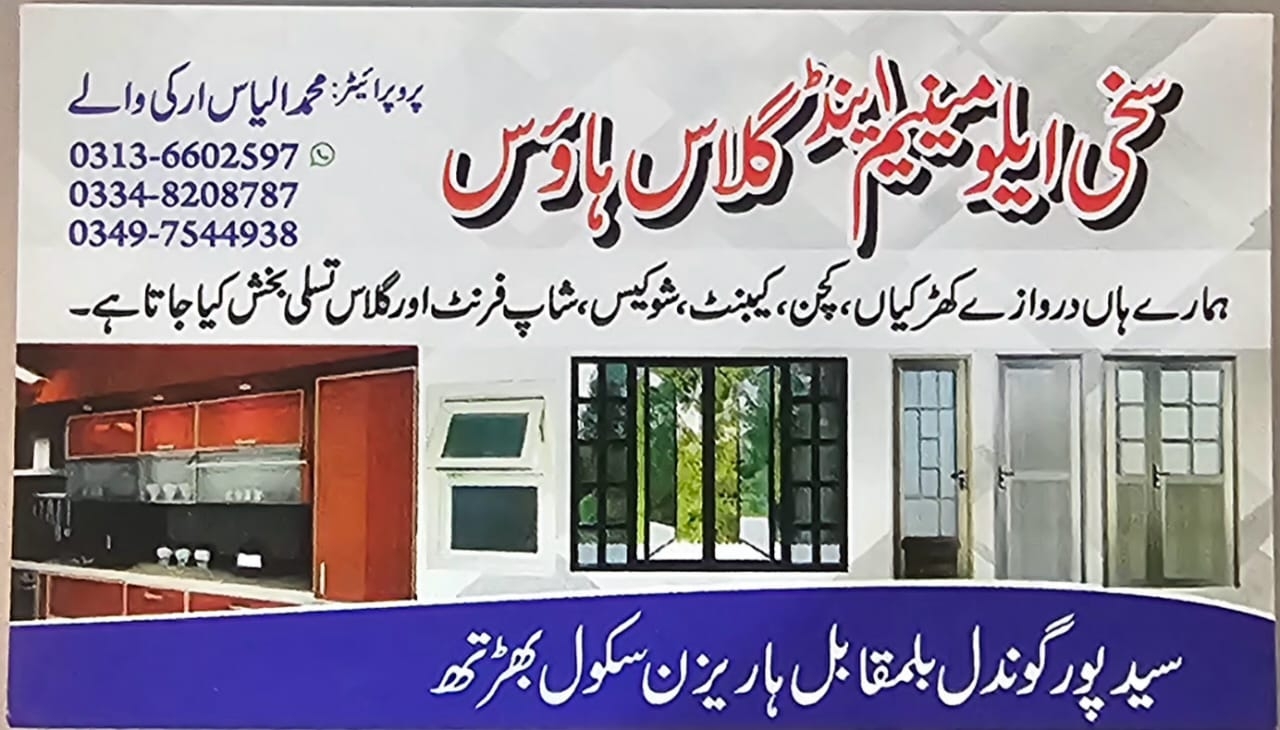 سخی ایلومینیم اینڈ گلاس ہاؤس
پروپرائیٹر: محمد الیاس ارکی والے
0313-6602597
0334-8208787
0349-7544938
ہمارے ہاں دروازے کھڑکیاں، کچن، کیبنٹ، شوکیس، شاپ فرنٹ اور گلاس تسلی بخش کیا جاتا ہے۔
سید پور گوندل بلمقابل ہاریزن سکول بھڑتھ